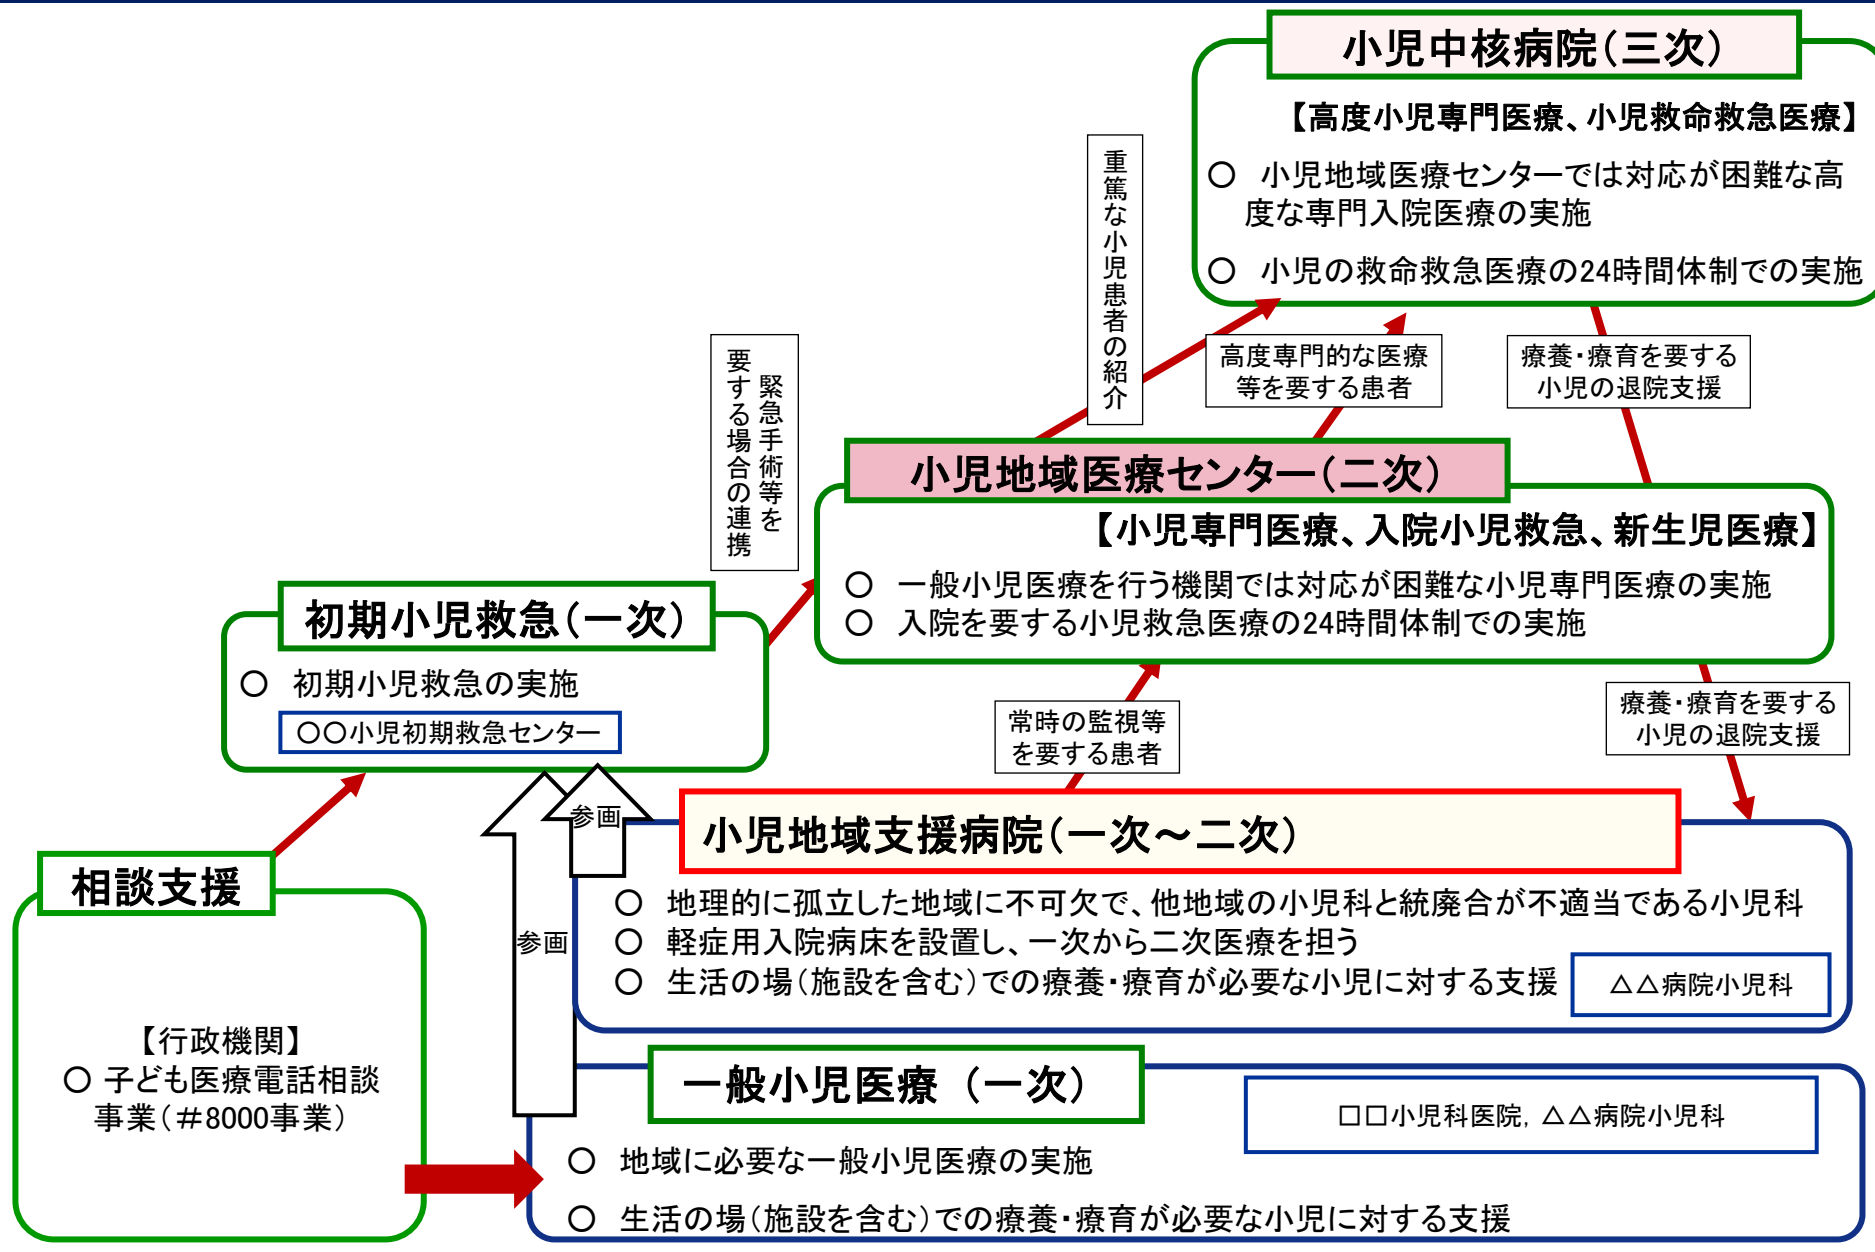 小児中核病院（三次）
【高度小児専門医療、小児救命救急医療】
○　小児地域医療センターでは対応が困難な高
度な専門入院医療の実施
○　小児の救命救急医療の24時間体制での実施
重篤な小児患者の紹介
高度専門的な医療
等を要する患者
療養・療育を要する
小児の退院支援
緊急手術等を
要する場合の連携
小児地域医療センター（二次）
【小児専門医療、入院小児救急、新生児医療】
○　一般小児医療を行う機関では対応が困難な小児専門医療の実施
○　入院を要する小児救急医療の24時間体制での実施
初期小児救急（一次）
○　初期小児救急の実施
○○小児初期救急センター
常時の監視等
を要する患者
療養・療育を要する
小児の退院支援
参画
小児地域支援病院（一次～二次）
○　地理的に孤立した地域に不可欠で、他地域の小児科と統廃合が不適当である小児科
○　軽症用入院病床を設置し、一次から二次医療を担う
○　生活の場（施設を含む）での療養・療育が必要な小児に対する支援
△△病院小児科
参画
相談支援
【行政機関】
○ 子ども医療電話相談
事業（＃8000事業）
一般小児医療　（一次）
□□小児科医院, △△病院小児科
○　地域に必要な一般小児医療の実施
○　生活の場（施設を含む）での療養・療育が必要な小児に対する支援